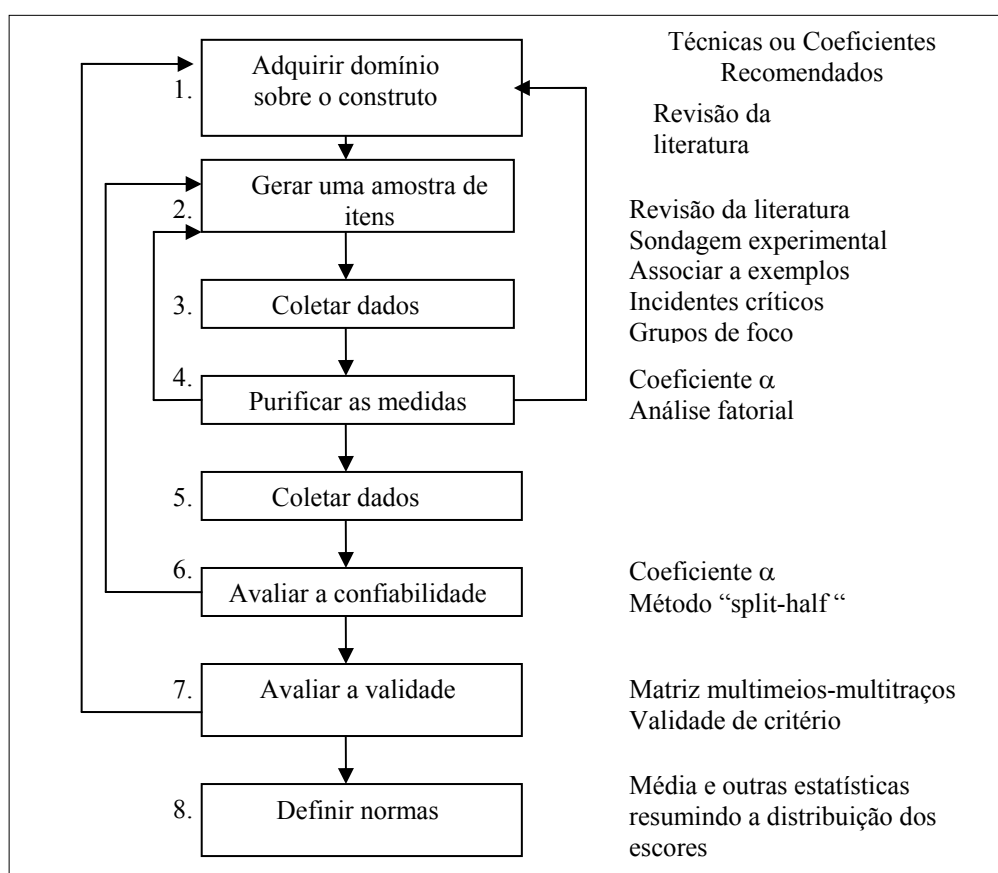 Técnicas ou Coeficientes
Recomendados
1.
Adquirir domínio
sobre o construto
Revisão da
literatura
2.
Gerar uma amostra de
itens
Revisão da literatura
Sondagem experimental
Associar a exemplos
Incidentes críticos
Grupos de foco
3.
Coletar dados
4.
Purificar as medidas
Coeficiente α
Análise fatorial
5.
Coletar dados
6.
Avaliar a confiabilidade
Coeficiente α
Método “split-half “
7.
Avaliar a validade
Matriz multimeios-multitraços
Validade de critério
8.
Definir normas
Média e outras estatísticas
resumindo a distribuição dos
escores